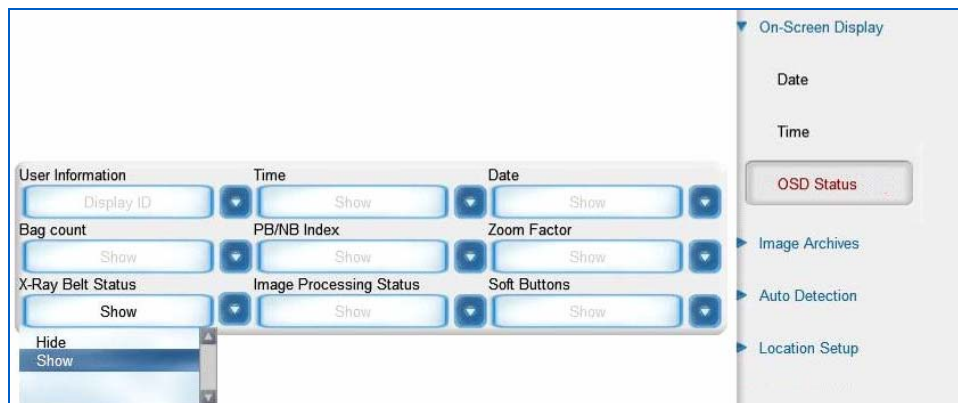 On-Screen Display
Date
Time
OSD Status
Image Archives
Auto Detection
Location Setup
User Information Time Date
Display ID Show Show
Bag count PB/NB Index Zoom Factor
Show Show Show
X-Ray Belt Status Image Processing Status Soft Buttons
Show Show Show
Hide
Show